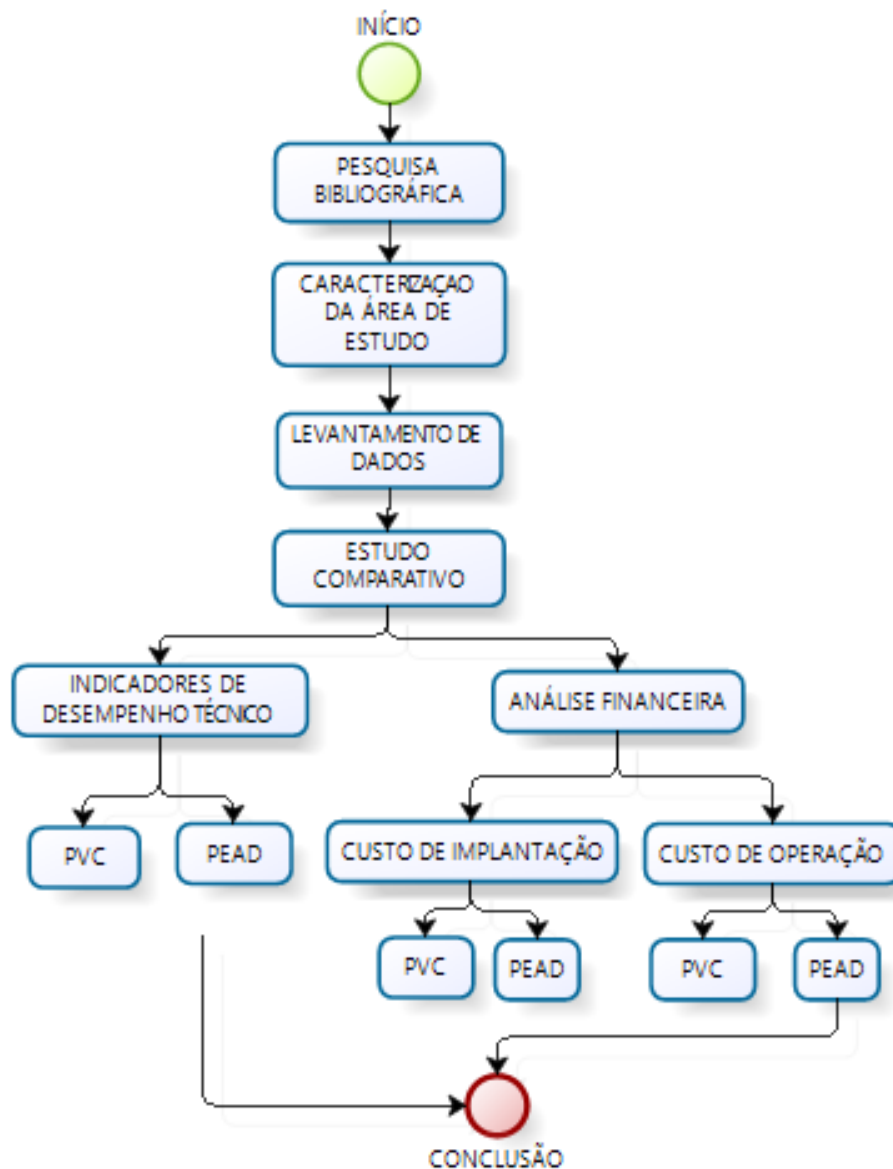 INÍCIO
PESQUISA
BIBLIOGRÁFICA
CARACTERIZAÇAO
DA ÁREA DE
ESTUDO
LEVANTAMENTO DE
DADOS
ESTUDO
COMPARATIVO
INDICADORES DE
DESEMPENHO TÉCNICO
ANÁLISE FINANCEIRA
PVC
PEAD
CUSTO DE IMPLANTAÇÃO
CUSTO DE OPERAÇÃO
PVC
PEAD
PVC
PEAD
CONCLUSÃO